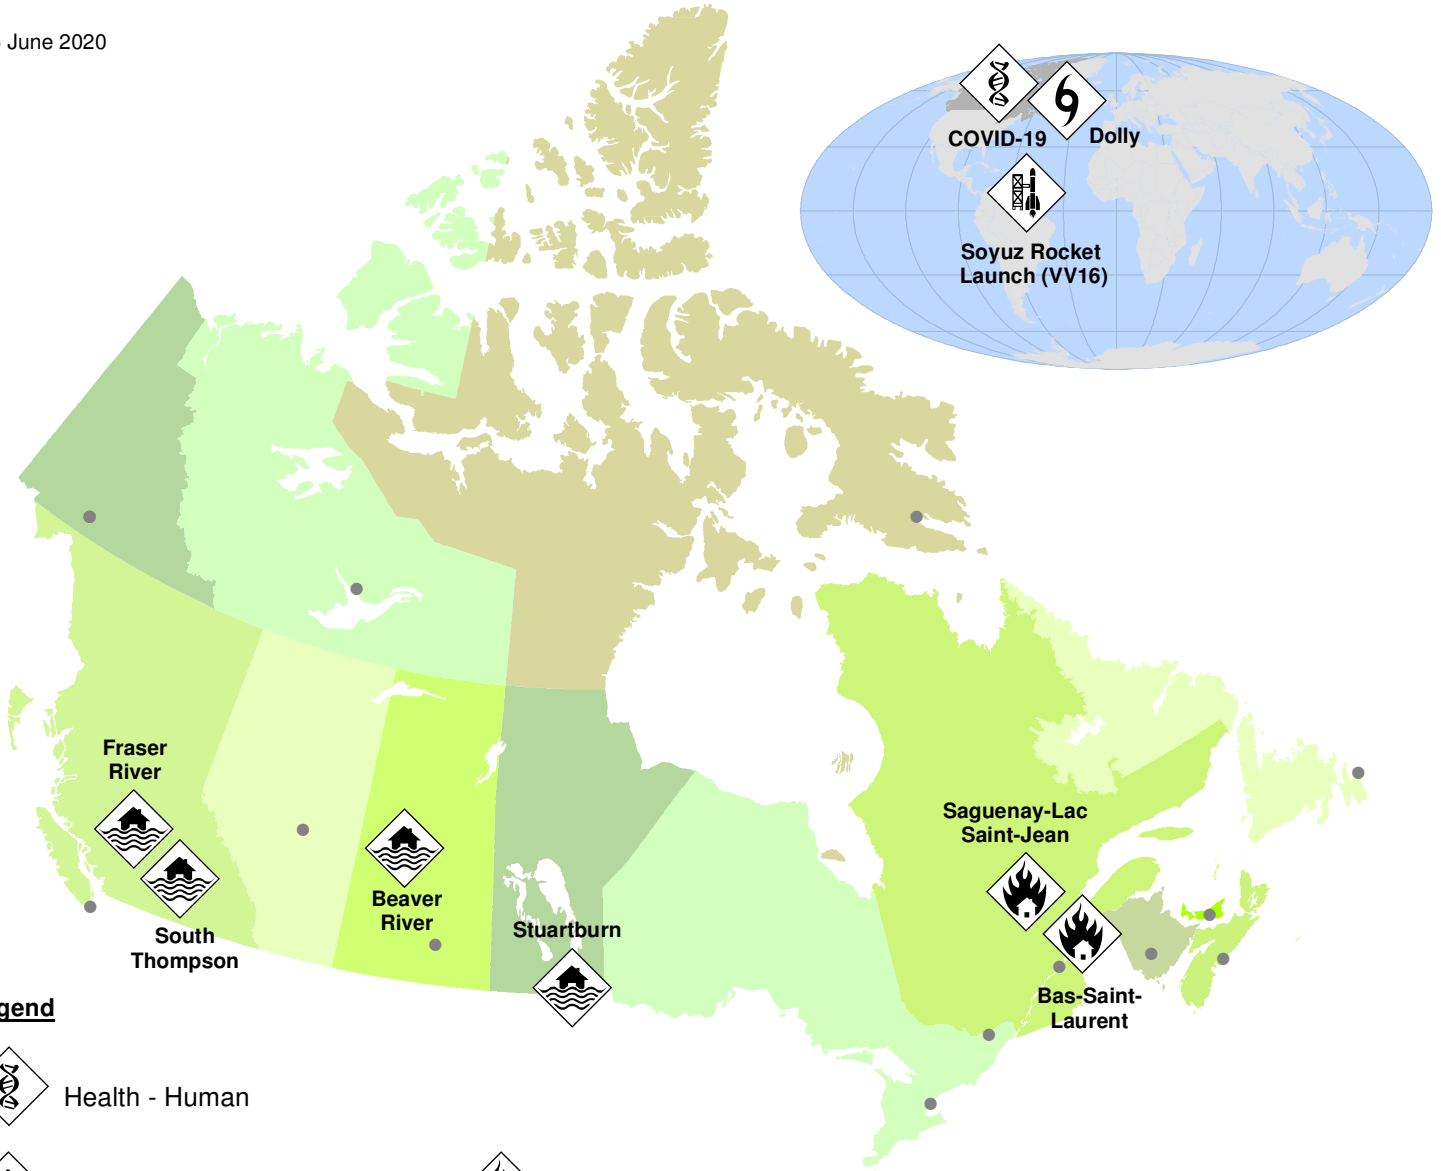 June 2020
COVID-19
Dolly
Soyuz Rocket
Launch (VV16)
Fraser
River
South
Thompson
Beaver
River
Stuartburn
Saguenay-Lac
Saint-Jean
Bas-Saint-
Laurent
gend
Health - Human